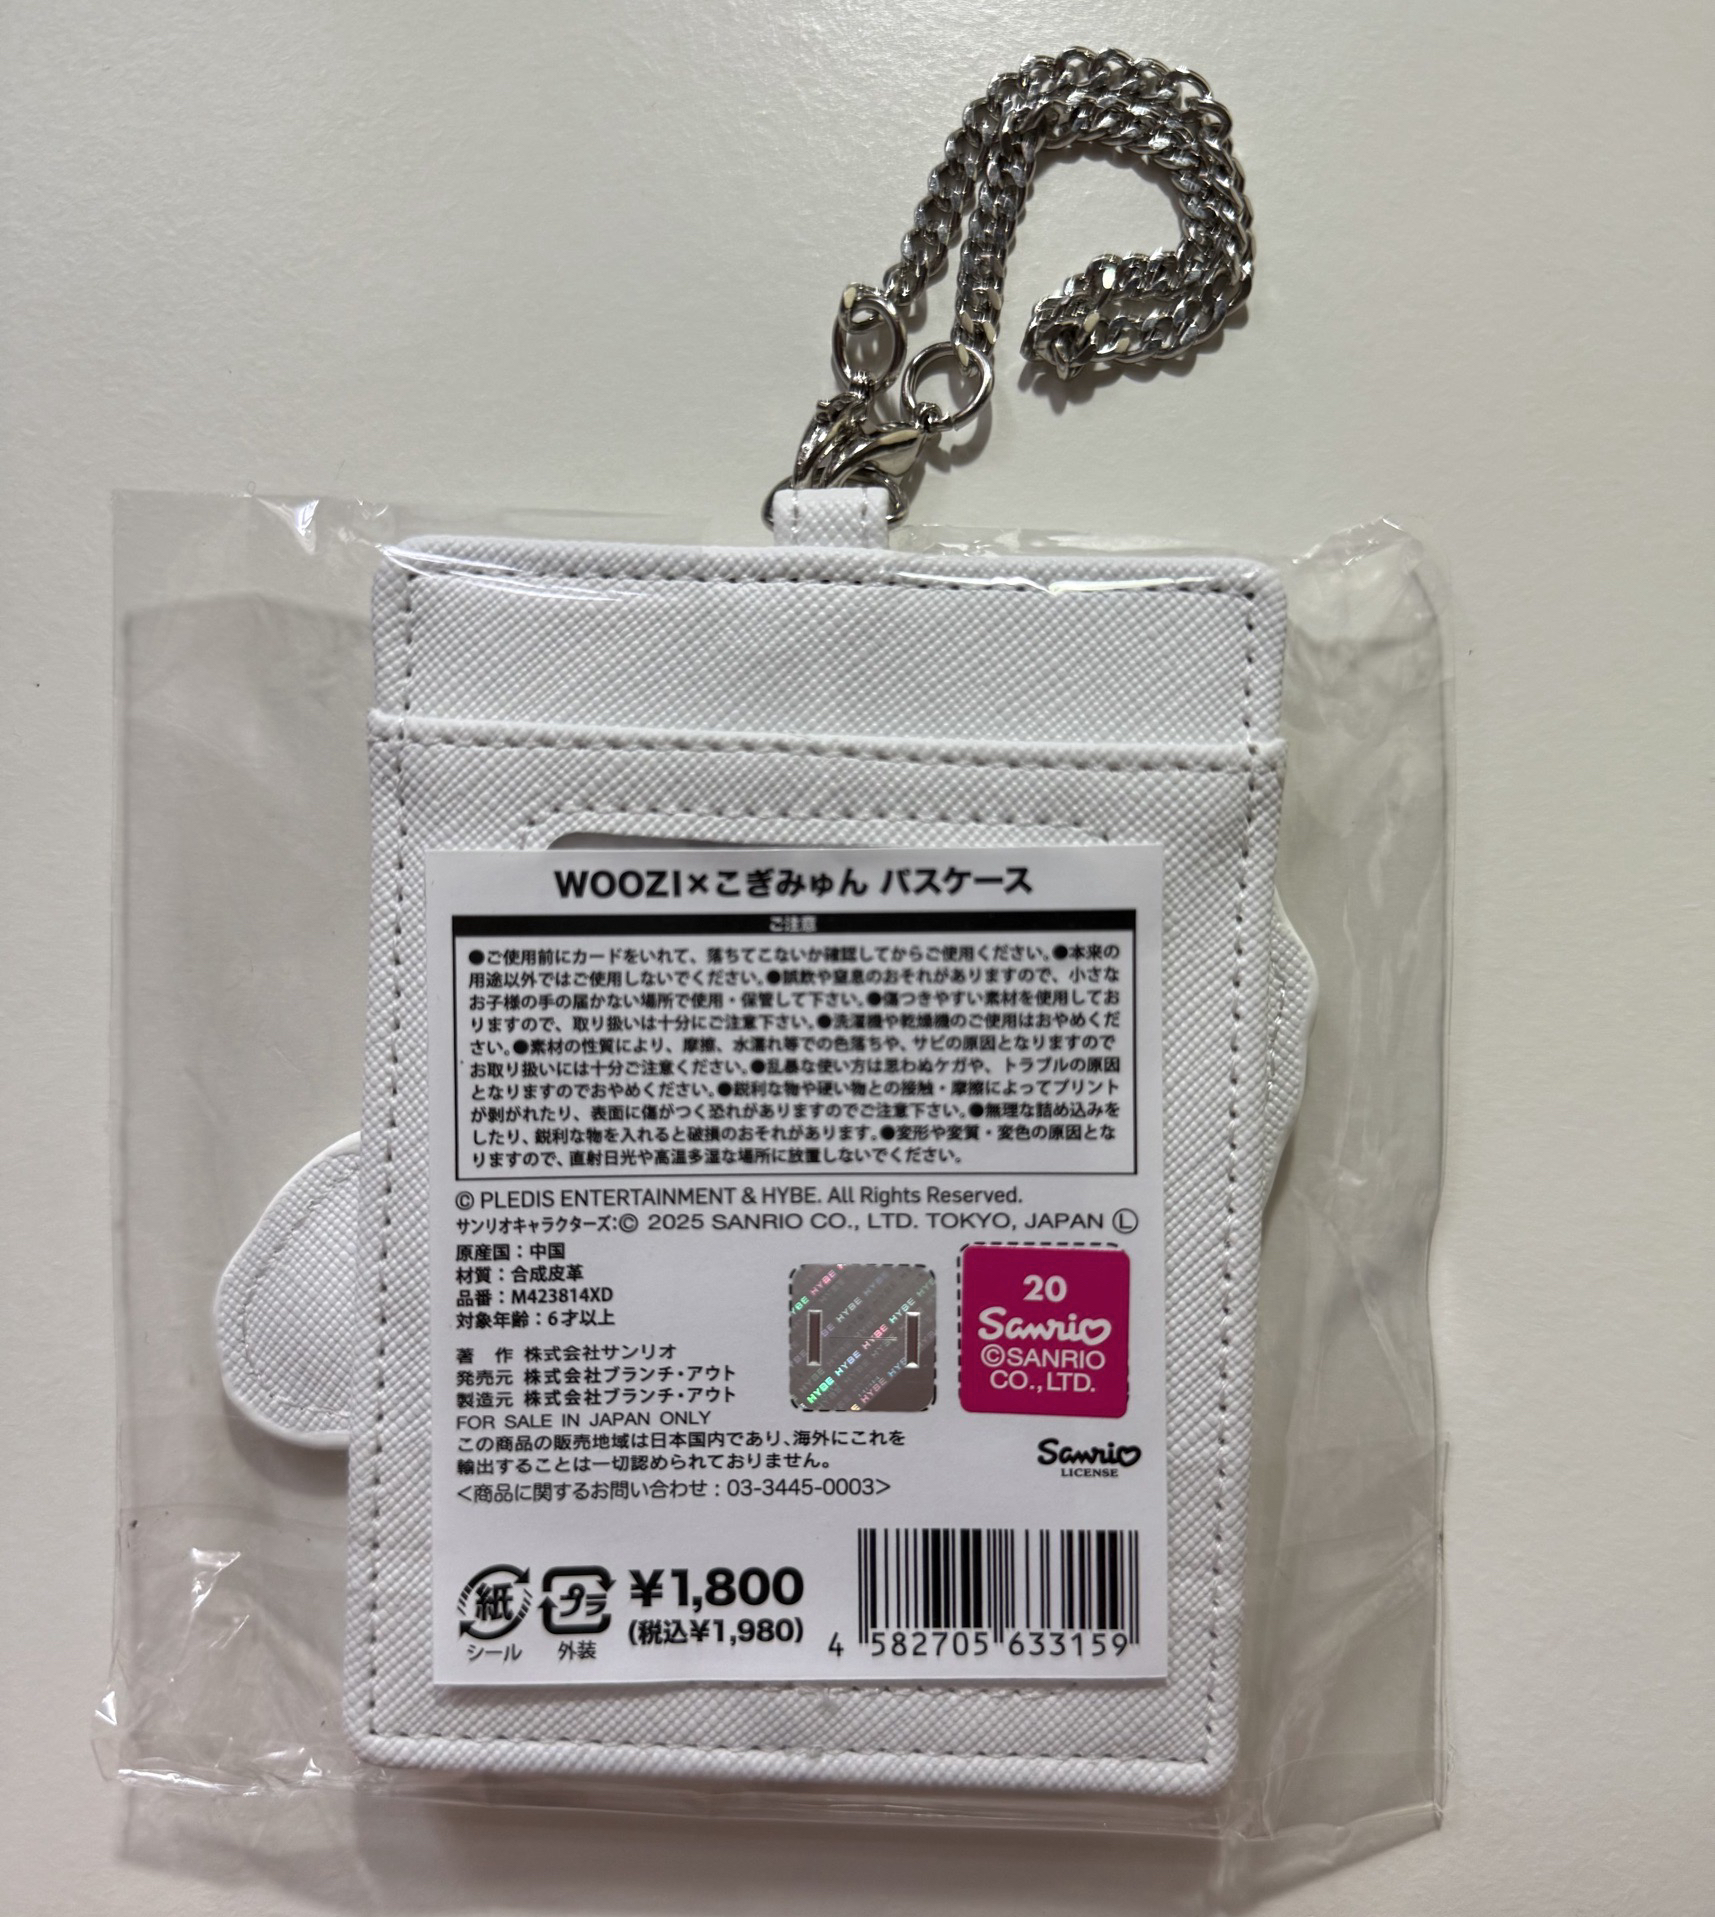 WOOZI×こぎみゅん パスケース
ご注意
●ご使用前にカードをいれて、落ちてこないか確認してからご使用ください。●本来の
用途以外ではご使用しないでください。●誤飲や窒息のおそれがありますので、小さな
お子様の手の届かない場所で使用・保管して下さい。●傷つきやすい素材を使用してお
りますので、取り扱いは十分にご注意下さい。●洗濯機や乾燥機のご使用はおやめくだ
さい。●素材の性質により、摩擦、水濡れ等での色落ちや、サビの原因となりますので
お取り扱いには十分ご注意ください。●乱暴な使い方は思わぬケガや、トラブルの原因
となりますのでおやめください。●鋭利な物や硬い物との接触・摩擦によってプリント
が剝がれたり、表面に傷がつく恐れがありますのでご注意下さい。●無理な詰め込みを
したり、鋭利な物を入れると破損のおそれがあります。●変形や変質・変色の原因とな
りますので、直射日光や高温多湿な場所に放置しないでください。
© PLEDIS ENTERTAINMENT & HYBE. All Rights Reserved.
サンリオキャラクターズ:© 2025 SANRIO CO., LTD. TOKYO, JAPAN Ⓛ
原産国：中国
材質：合成皮革
品番：M423814XD
対象年齢：6才以上
著　作 株式会社サンリオ
発売元 株式会社ブランチ・アウト
製造元 株式会社ブランチ・アウト
FOR SALE IN JAPAN ONLY
この商品の販売地域は日本国内であり、海外にこれを
輸出することは一切認められておりません。
<商品に関するお問い合わせ：03-3445-0003>
HYBE HYBE HYBE
20
Sanrio
©SANRIO
CO.,LTD.
Sanrio
LICENSE
紙
シール
プラ
外装
¥1,800
(税込¥1,980)
4 582705 633159